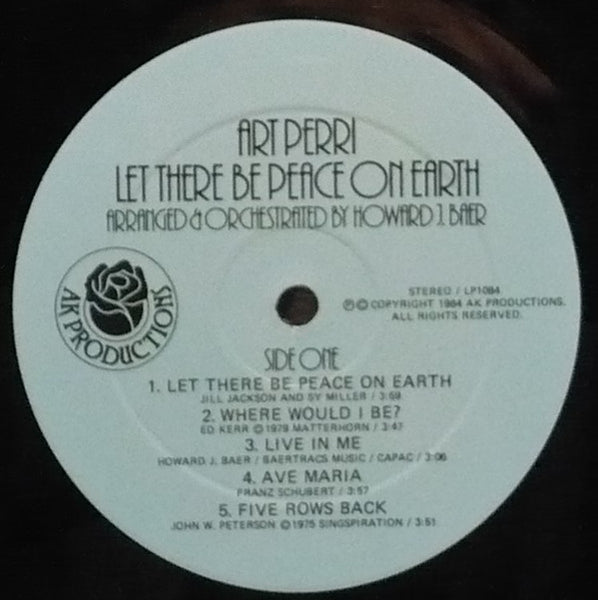 ART PERRI
LET THERE BE PEACE ON EARTH
ARRANGED & ORCHESTRATED BY HOWARD J. BAER
AK PRODUCTIONS
STEREO / LP1084
Ⓟ©COPYRIGHT 1984 AK PRODUCTIONS.
ALL RIGHTS RESERVED.
SIDE ONE
1. LET THERE BE PEACE ON EARTH
JILL JACKSON AND SY MILLER / 3:59
2. WHERE WOULD I BE?
ED KERR ©1979 MATTERHORN / 3:47
3. LIVE IN ME
HOWARD J. BAER / BAERTRACS MUSIC / CAPAC / 3:06
4. AVE MARIA
FRANZ SCHUBERT / 3:57
5. FIVE ROWS BACK
JOHN W. PETERSON ©1975 SINGSPIRATION / 3:51